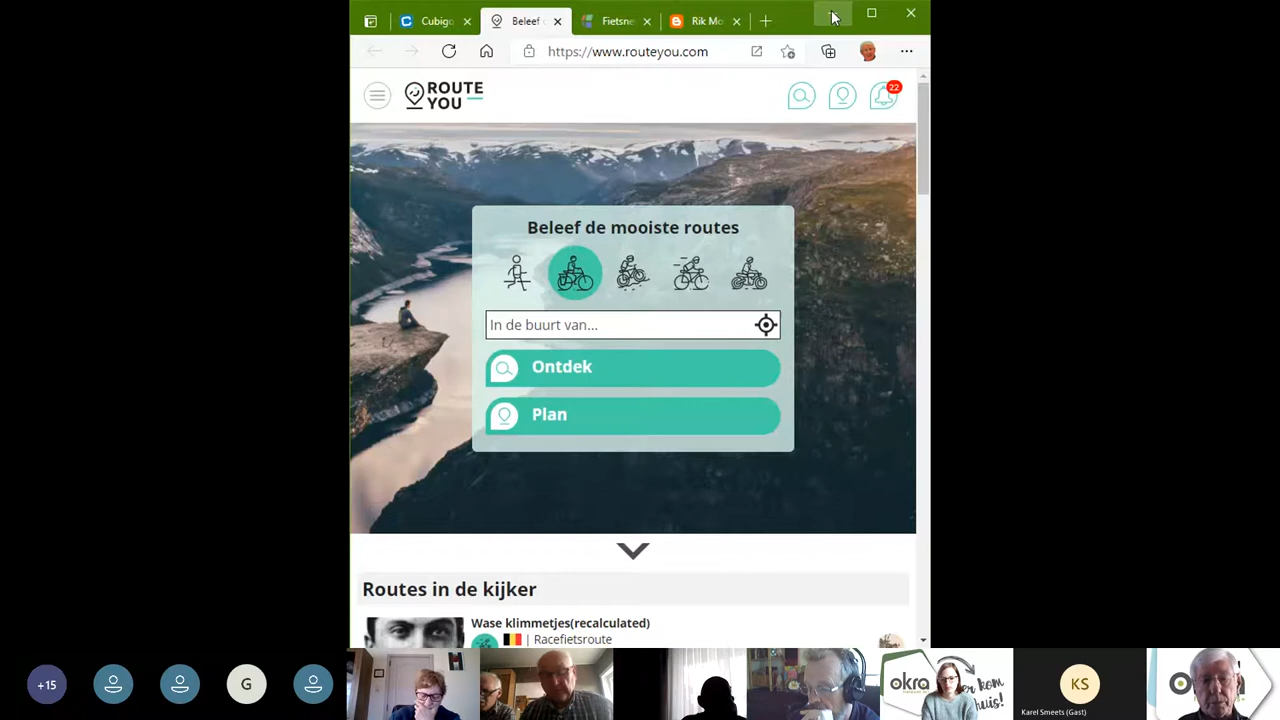 Cubigo
Beleef
Fietsne
Rik Mo
https://www.routeyou.com
ROUTE
YOU
22
Beleef de mooiste routes
In de buurt van...
Ontdek
Plan
Routes in de kijker
Wase klimmetjes(recalculated)
| Racefietsroute
+15
G
okra
KS
Karel Smeets (Gast)